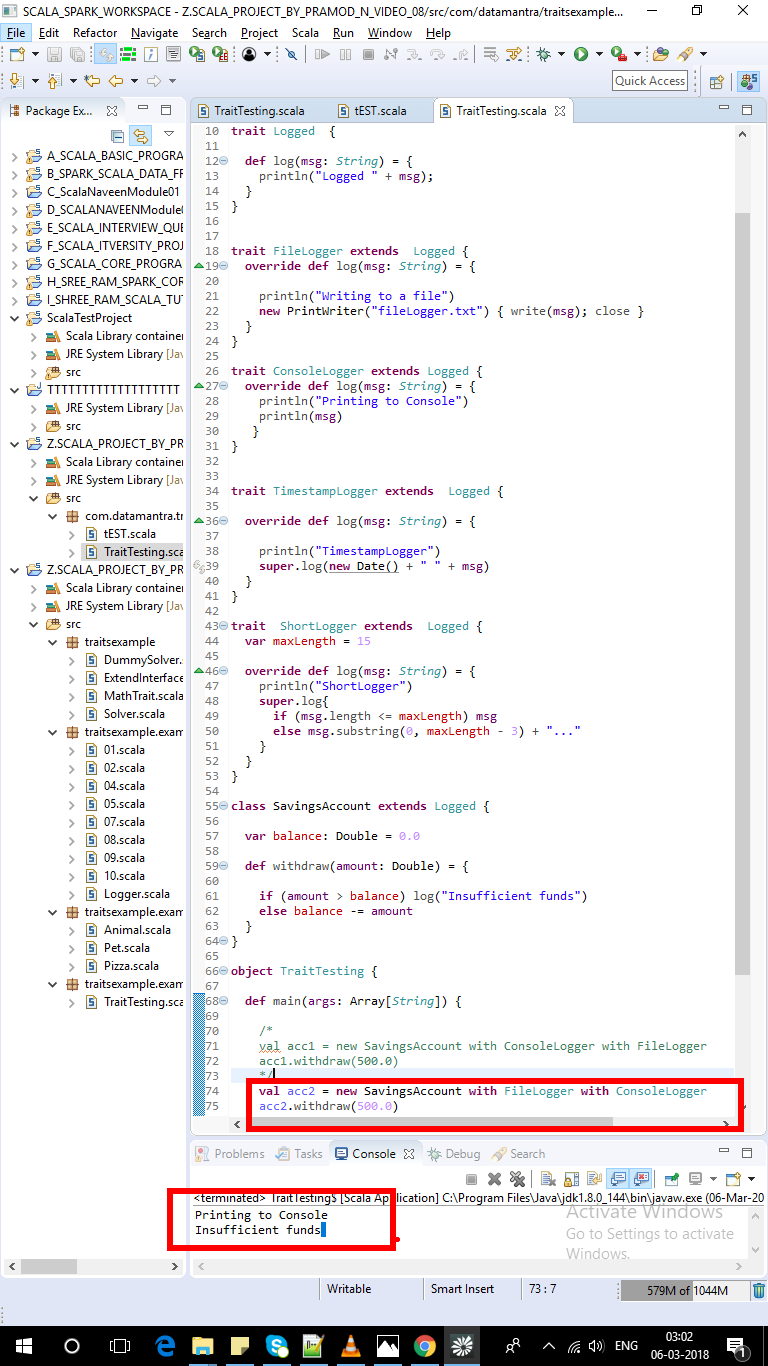 SCALA_SPARK_WORKSPACE - Z.SCALA_PROJECT_BY_PRAMOD_N_VIDEO_08/src/com/datamantra/traitsexample...
File Edit Refactor Navigate Search Project Scala Run Window Help
Quick Access
Package Ex...
A_SCALA_BASIC_PROGRA
B_SPARK_SCALA_DATA_FF
C_ScalaNaveenModule01
D_SCALANAVEENModule
E_SCALA_INTERVIEW_QUE
F_SCALA_ITVERSITY_PROJ
G_SCALA_CORE_PROGRA
H_SREE_RAM_SPARK_COR
I_SHREE_RAM_SCALA_TUT
ScalaTestProject
Scala Library container
JRE System Library [Jav
src
TTTTTTTTTTTTTTTTTTT
JRE System Library [Jav
src
Z.SCALA_PROJECT_BY_PR
Scala Library container
JRE System Library [Jav
src
com.datamantra.tr
tEST.scala
TraitTesting.sca
Z.SCALA_PROJECT_BY_PR
Scala Library container
JRE System Library [Jav
src
traitsexample
DummySolver.s
ExtendInterface
MathTrait.scala
Solver.scala
traitsexample.exam
01.scala
02.scala
04.scala
05.scala
07.scala
08.scala
09.scala
10.scala
Logger.scala
traitsexample.exam
Animal.scala
Pet.scala
Pizza.scala
traitsexample.exam
TraitTesting.sca
TraitTesting.scala tEST.scala TraitTesting.scala
10 trait Logged {
11
12 def log(msg: String) = {
13 println("Logged " + msg);
14 }
15 }
16
17
18 trait FileLogger extends Logged {
19 override def log(msg: String) = {
20
21 println("Writing to a file")
22 new PrintWriter("fileLogger.txt") { write(msg); close }
23 }
24 }
25
26 trait ConsoleLogger extends Logged {
27 override def log(msg: String) = {
28 println("Printing to Console")
29 println(msg)
30 }
31 }
32
33
34 trait TimestampLogger extends Logged {
35
36 override def log(msg: String) = {
37
38 println("TimestampLogger")
39 super.log(new Date() + " " + msg)
40 }
41 }
42
43 trait ShortLogger extends Logged {
44 var maxLength = 15
45
46 override def log(msg: String) = {
47 println("ShortLogger")
48 super.log{
49 if (msg.length <= maxLength) msg
50 else msg.substring(0, maxLength - 3) + "..."
51 }
52 }
53 }
54
55 class SavingsAccount extends Logged {
56
57 var balance: Double = 0.0
58
59 def withdraw(amount: Double) = {
60
61 if (amount > balance) log("Insufficient funds")
62 else balance -= amount
63 }
64 }
65
66 object TraitTesting {
67
68 def main(args: Array[String]) {
69
70 /*
71 val acc1 = new SavingsAccount with ConsoleLogger with FileLogger
72 acc1.withdraw(500.0)
73 */
74 val acc2 = new SavingsAccount with FileLogger with ConsoleLogger
75 acc2.withdraw(500.0)
Problems Tasks Console Debug Search
<terminated> TraitTesting$ [Scala Application] C:\Program Files\Java\jdk1.8.0_144\bin\javaw.exe (06-Mar-20
Printing to Console
Insufficient funds
Activate Windows
Go to Settings to activate
Windows.
Writable Smart Insert 73 : 7 579M of 1044M
ENG 03:02
06-03-2018
1